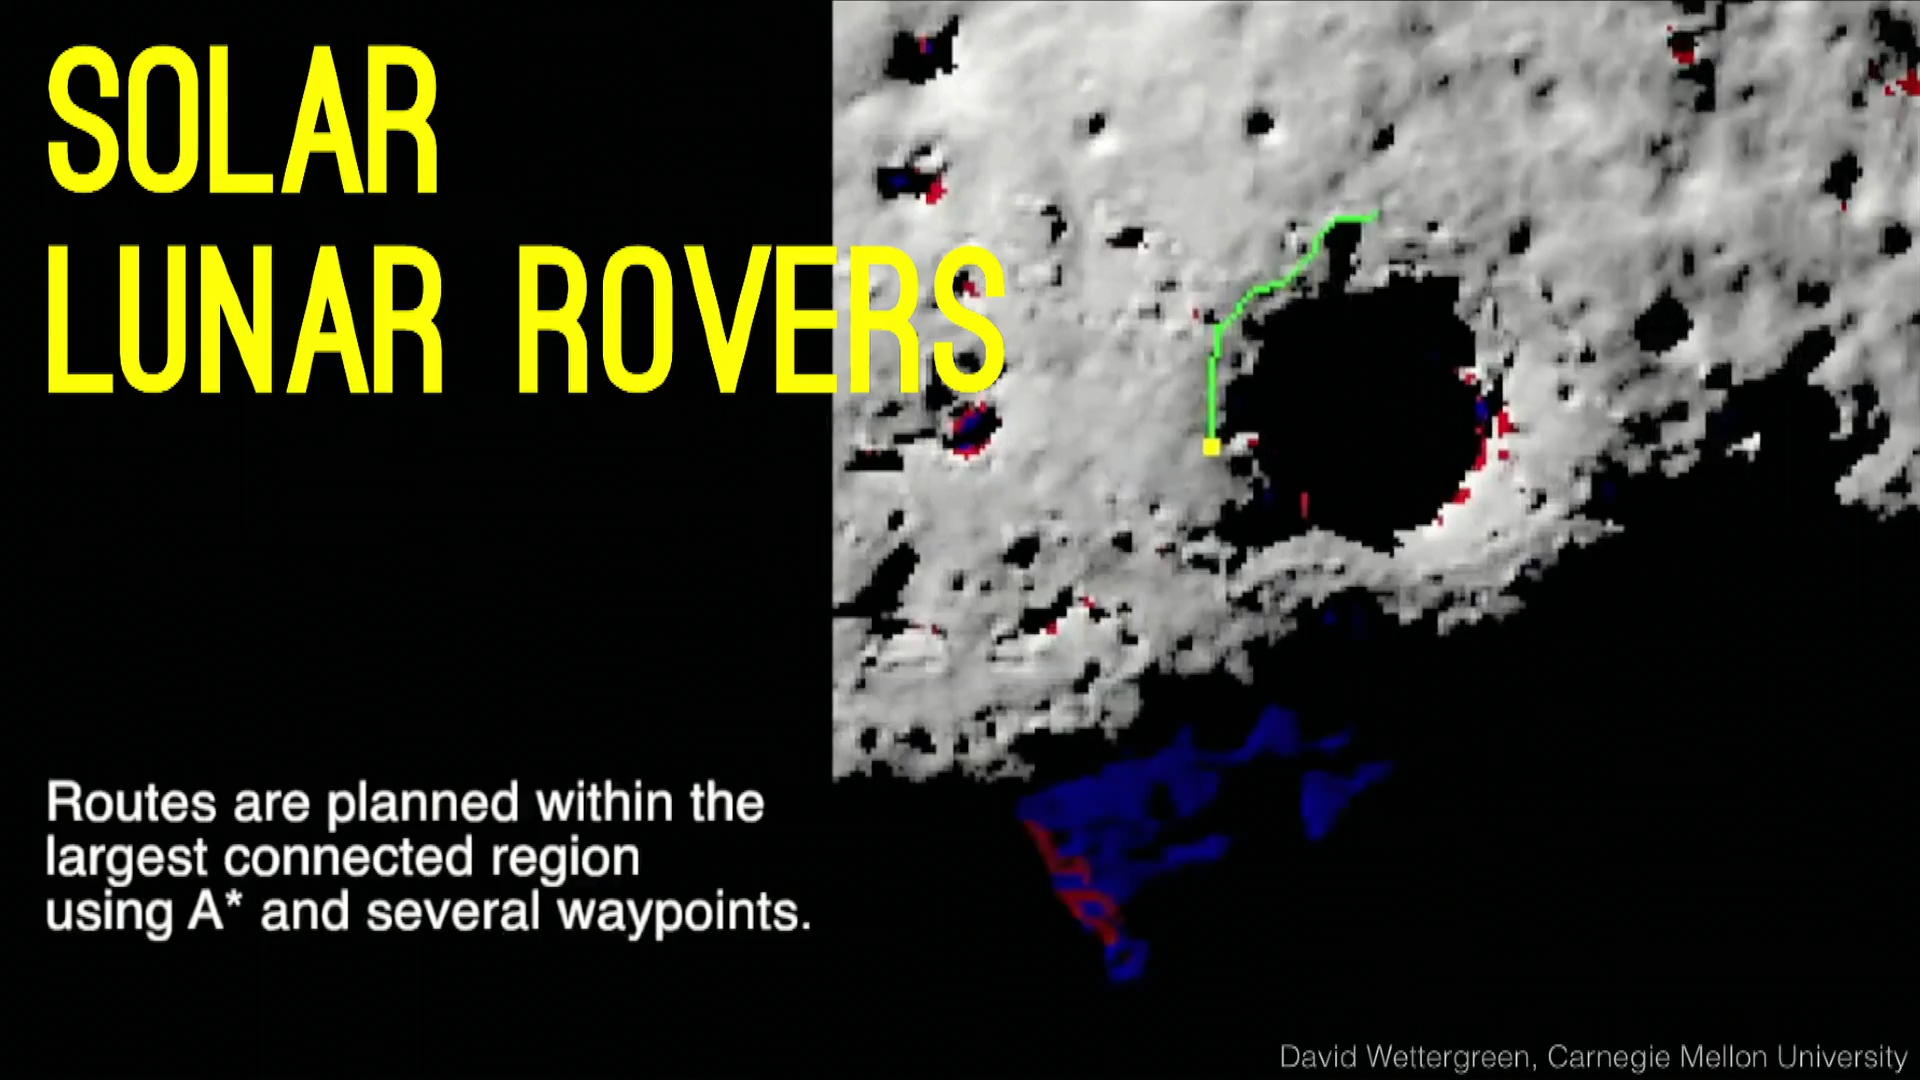 SOLAR
LUNAR ROVERS
Routes are planned within the
largest connected region
using A* and several waypoints.
David Wettergreen, Carnegie Mellon University